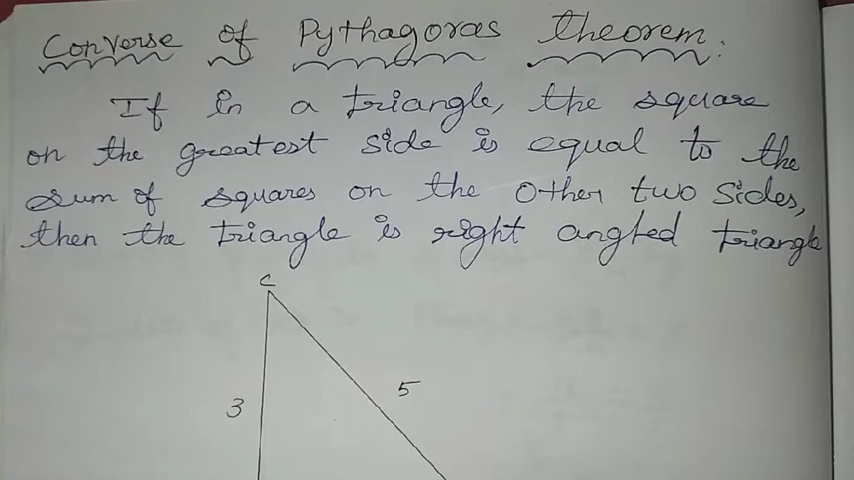 Converse of Pythagoras theorem.
If in a triangle, the square
on the greatest side is equal to the
sum of squares on the other two sides,
then the triangle is right angled triangle
C
3
5